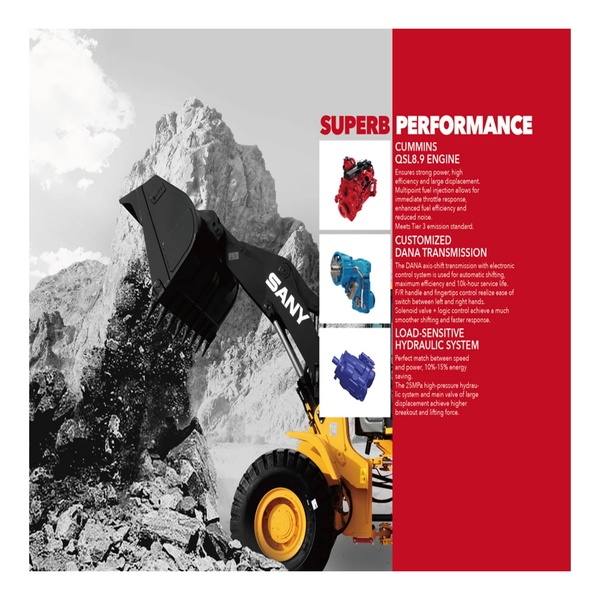 SUPERB PERFORMANCE
CUMMINS
QSL8.9 ENGINE
Ensures strong power, high
efficiency and large displacement.
Multipoint fuel injection allows for
immediate throttle response,
enhanced fuel efficiency and
reduced noise.
Meets Tier 3 emission standard.
CUSTOMIZED
DANA TRANSMISSION
The DANA axis-shift transmission with electronic
control system is used for automatic shifting,
maximum efficiency and 10k-hour service life.
F/R handle and fingertips control realize ease of
switch between left and right hands.
Solenoid valve + logic control achieve a much
smoother shifting and faster response.
LOAD-SENSITIVE
HYDRAULIC SYSTEM
Perfect match between speed
and power, 10%-15% energy
saving.
The 25MPa high-pressure hydrau-
lic system and main valve of large
displacement achieve higher
breakout and lifting force.
SANY